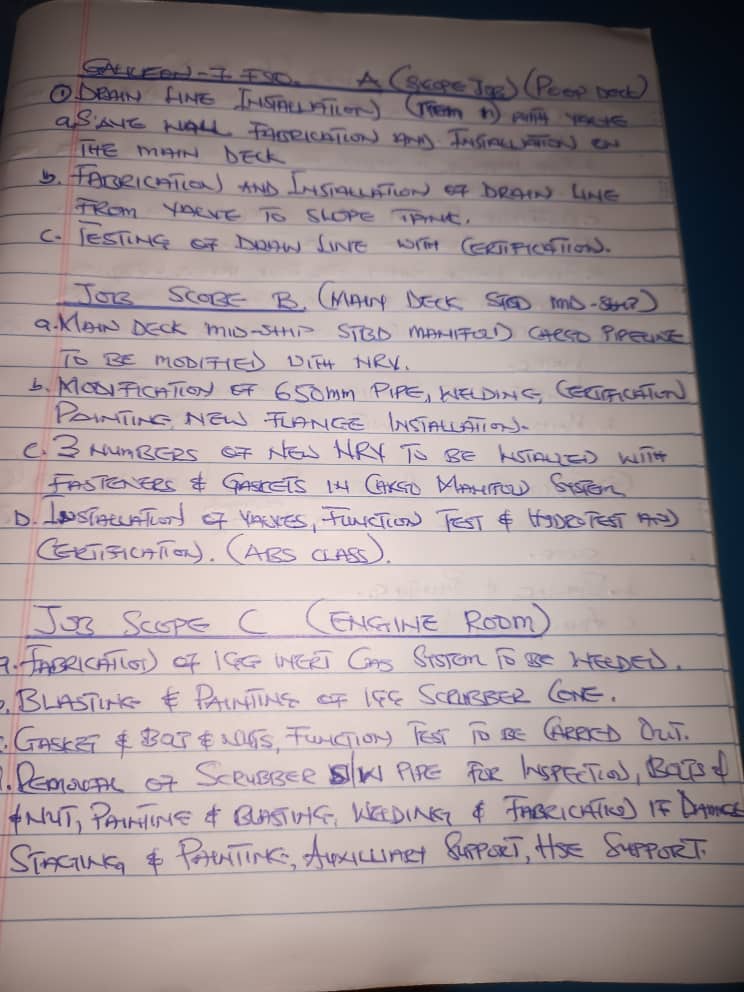 GALILEAN-7 FSO. A (SCOPE JOB) (POOP DECK)
① DRAIN LINE INSTALLATION) (ITEM 1) WITH VALVE
a. SAVE WALL FABRICATION AND INSTALLATION ON
THE MAIN DECK
b. FABRICATION AND INSTALLATION OF DRAIN LINE
FROM VALVE TO SLOPE TANK.
C. TESTING OF DRAIN LINE WITH CERTIFICATION.
JOB SCOBE B. (MAIN DECK STBD MID-SHIP)
a. MAIN DECK MID-SHIP STBD MANIFOLD CARGO PIPELINE
TO BE MODIFIED WITH NRV.
b. MODIFICATION OF 650mm PIPE, WELDING, CERTIFICATION
PAINTING, NEW FLANGE INSTALLATION.
C. 3 NUMBERS OF NEW NRV TO BE INSTALLED WITH
FASTENERS & GASKETS IN CARGO MANIFOLD SYSTEM
D. INSTALLATION OF VALVES, FUNCTION TEST & HYDROTEST AND
CERTIFICATION. (ABS CLASS).
JOB SCOPE C (ENGINE ROOM)
FABRICATION OF IGG INERT GAS SYSTEM TO BE WELDED.
BLASTING & PAINTING OF IGG SCRUBBER CONE.
GASKET & BOLT & NUTS, FUNCTION TEST TO BE CARRIED OUT.
REMOVAL OF SCRUBBER S/W PIPE FOR INSPECTION, BOLTS &
& NUT, PAINTING & BLASTING, WELDING & FABRICATION IF DAMAGE
STAGING & PAINTING, AUXILLIARY SUPPORT, HSE SUPPORT.